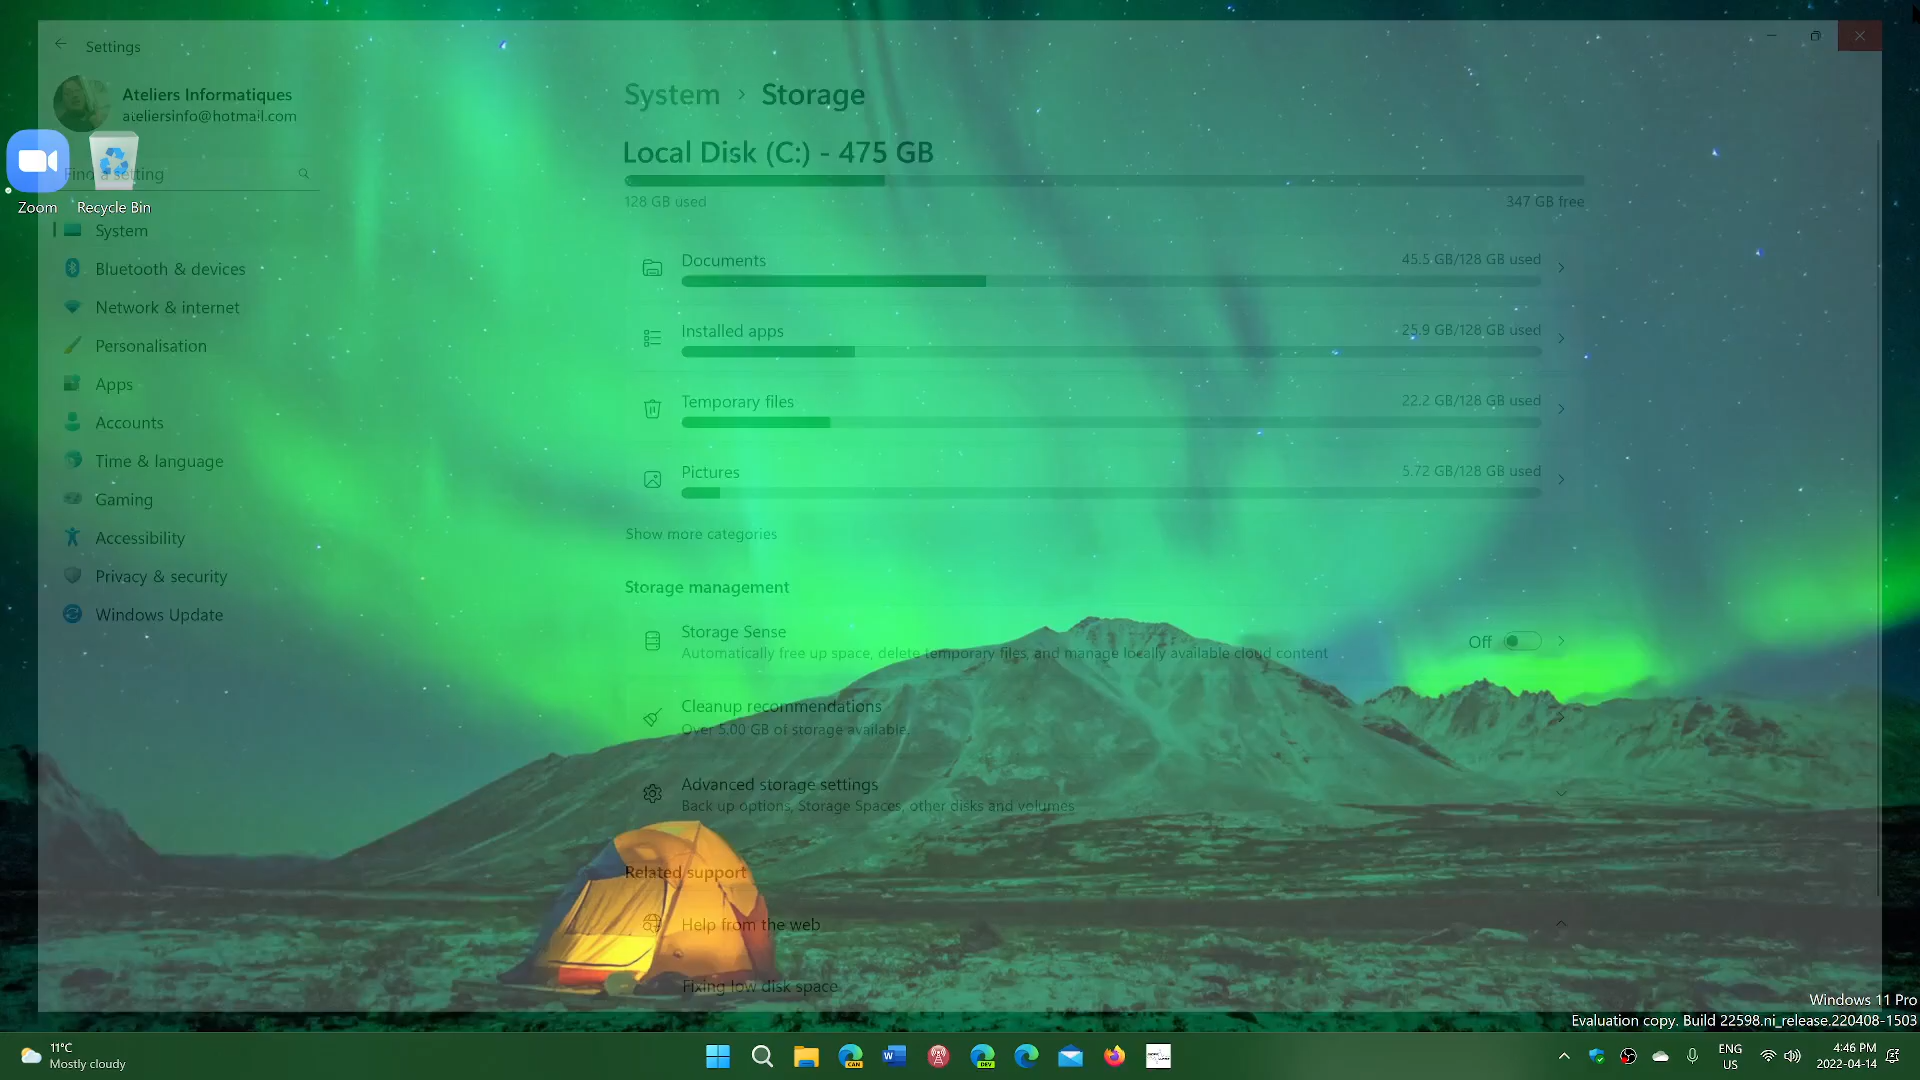 Settings
Ateliers Informatiques
ateliersinfo@hotmail.com
Find a setting
Zoom
Recycle Bin
System
Bluetooth & devices
Network & internet
Personalisation
Apps
Accounts
Time & language
Gaming
Accessibility
Privacy & security
Windows Update
System > Storage
Local Disk (C:) - 475 GB
128 GB used
347 GB free
Documents
45.5 GB/128 GB used
Installed apps
25.9 GB/128 GB used
Temporary files
22.2 GB/128 GB used
Pictures
5.72 GB/128 GB used
Show more categories
Storage management
Storage Sense
Automatically free up space, delete temporary files, and manage locally available cloud content
Off
Cleanup recommendations
Over 5.00 GB of storage available.
Advanced storage settings
Back up options, Storage Spaces, other disks and volumes
Related support
Help from the web
Fixing low disk space
Windows 11 Pro
Evaluation copy. Build 22598.ni_release.220408-1503
11°C
Mostly cloudy
CAN
W
DEV
ENG
US
4:46 PM
2022-04-14